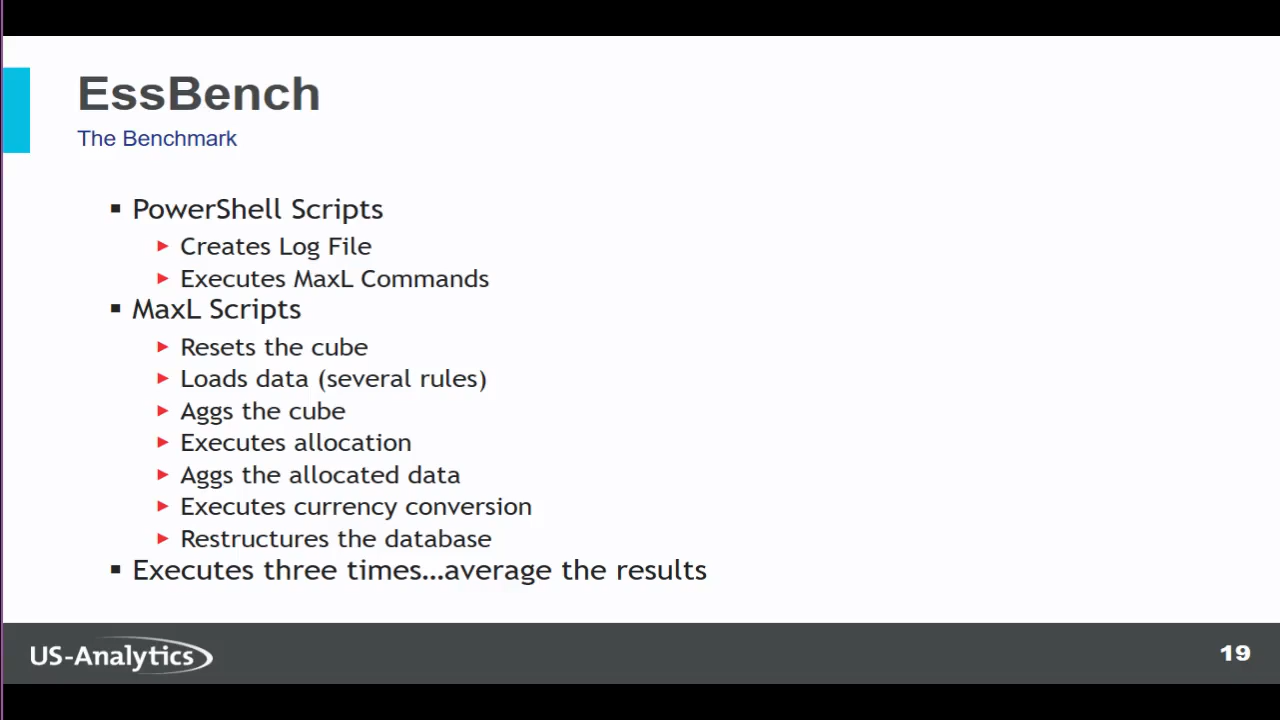 EssBench
The Benchmark
▪ PowerShell Scripts
► Creates Log File
► Executes MaxL Commands
▪ MaxL Scripts
► Resets the cube
► Loads data (several rules)
► Aggs the cube
► Executes allocation
► Aggs the allocated data
► Executes currency conversion
► Restructures the database
▪ Executes three times…average the results
US-Analytics
19